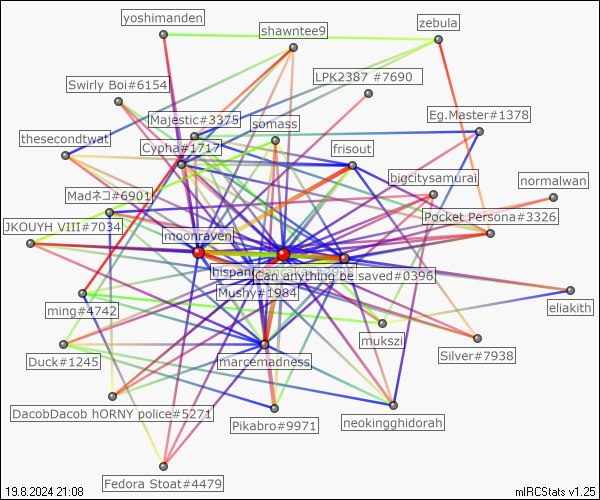 yoshimanden
zebula
shawntee9
LPK2387 #7690
Swirly Boi#6154
Eg.Master#1378
Majestic#3375
somass
thesecondtwat
Cypha#1717
frisout
bigcitysamurai
normalwan
Madネコ#6901
Pocket Persona#3326
JKOUYH VIII#7034
moonraven
Can anything be saved#0396
Mushy#1984
eliakith
ming#4742
mukszi
Duck#1245
marcemadness
Silver#7938
DacobDacob hORNY police#5271
Pikabro#9971
neokingghidorah
Fedora Stoat#4479
19.8.2024 21:08
mIRCStats v1.25